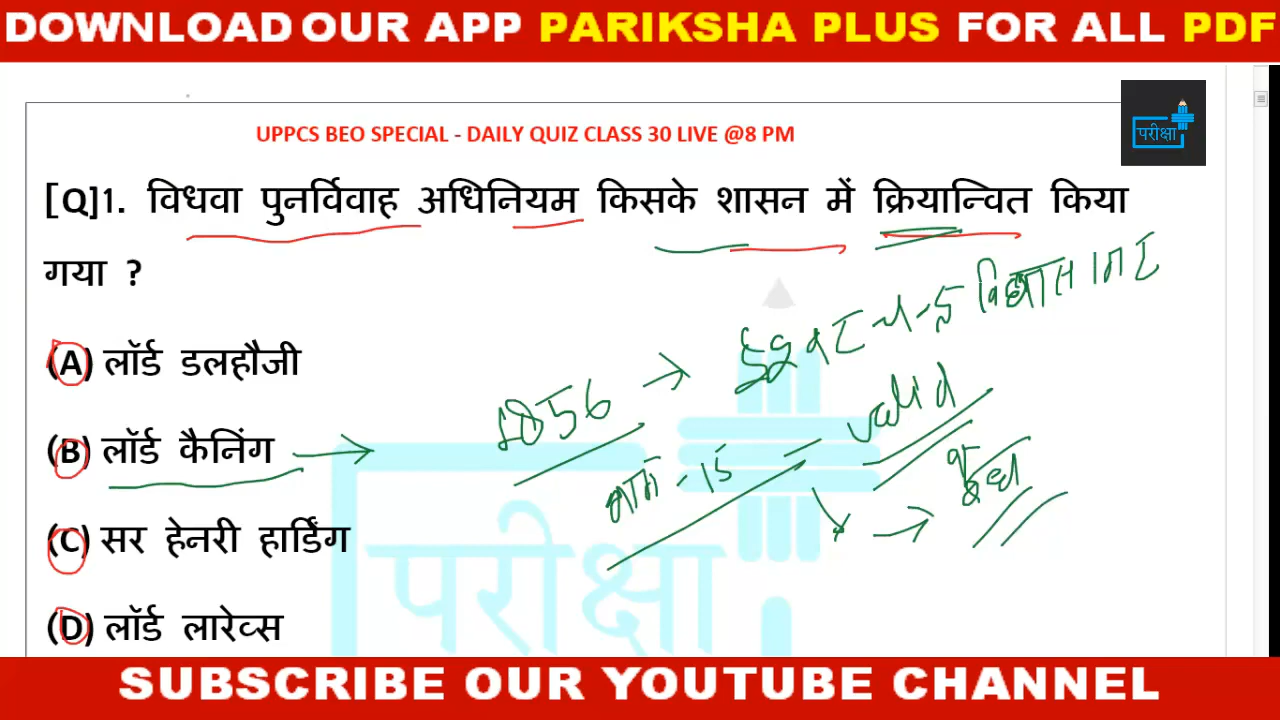 DOWNLOAD OUR APP PARIKSHA PLUS FOR ALL PDF
परीक्षा
UPPCS BEO SPECIAL - DAILY QUIZ CLASS 30 LIVE @8 PM
[Q]1. विधवा पुनर्विवाह अधिनियम किसके शासन में क्रियान्वित किया
गया ?
(A) लॉर्ड डलहौजी
(B) लॉर्ड कैनिंग
1856
valid
15
(C) सर हेनरी हार्डिंग
(D) लॉर्ड लारेन्स
परीक्षा
SUBSCRIBE OUR YOUTUBE CHANNEL